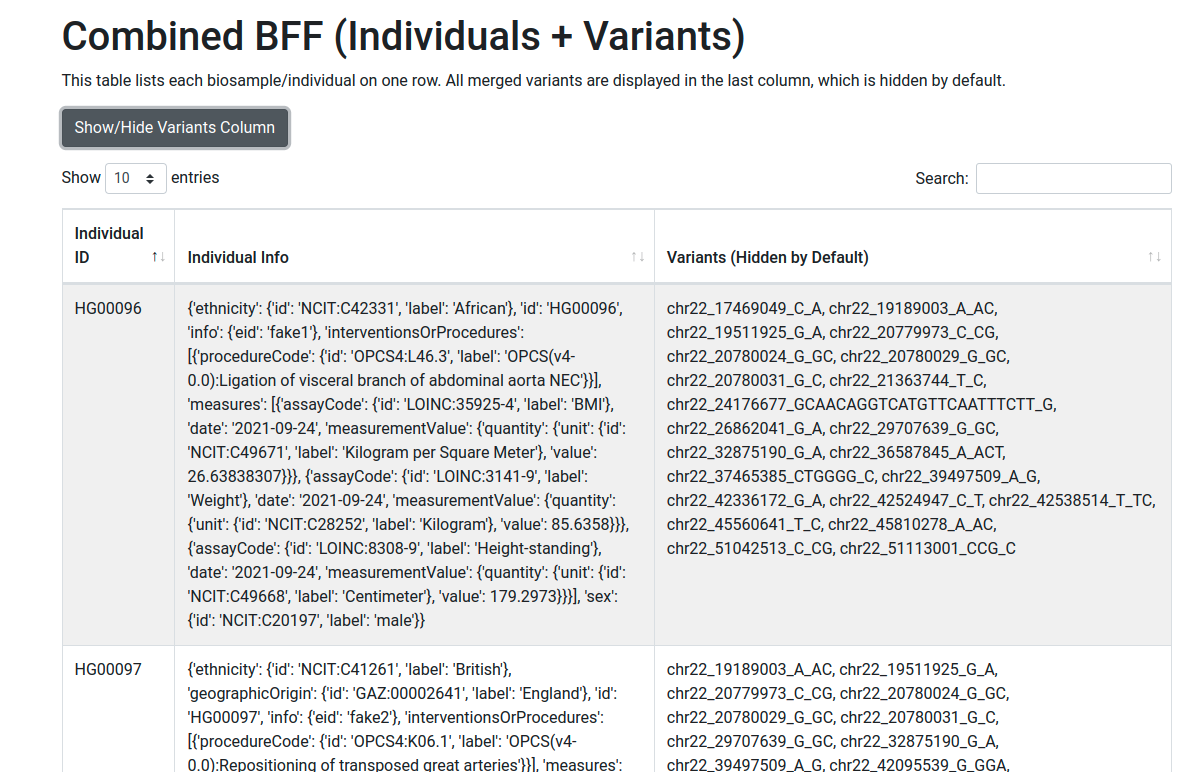 Combined BFF (Individuals + Variants)
This table lists each biosample/individual on one row. All merged variants are displayed in the last column, which is hidden by default.
Show/Hide Variants Column
Show 10 entries
Search:
Individual
ID
Individual Info
Variants (Hidden by Default)
HG00096
{'ethnicity': {'id': 'NCIT:C42331', 'label': 'African'}, 'id': 'HG00096',
'info': {'eid': 'fake1'}, 'interventionsOrProcedures':
[{'procedureCode': {'id': 'OPCS4:L46.3', 'label': 'OPCS(v4-
0.0):Ligation of visceral branch of abdominal aorta NEC'}}],
'measures': [{'assayCode': {'id': 'LOINC:35925-4', 'label': 'BMI'},
'date': '2021-09-24', 'measurementValue': {'quantity': {'unit': {'id':
'NCIT:C49671', 'label': 'Kilogram per Square Meter'}, 'value':
26.63838307}}}, {'assayCode': {'id': 'LOINC:3141-9', 'label':
'Weight'}, 'date': '2021-09-24', 'measurementValue': {'quantity':
{'unit': {'id': 'NCIT:C28252', 'label': 'Kilogram'}, 'value': 85.6358}}},
{'assayCode': {'id': 'LOINC:8308-9', 'label': 'Height-standing'},
'date': '2021-09-24', 'measurementValue': {'quantity': {'unit': {'id':
'NCIT:C49668', 'label': 'Centimeter'}, 'value': 179.2973}}}], 'sex':
{'id': 'NCIT:C20197', 'label': 'male'}}
chr22_17469049_C_A, chr22_19189003_A_AC,
chr22_19511925_G_A, chr22_20779973_C_CG,
chr22_20780024_G_GC, chr22_20780029_G_GC,
chr22_20780031_G_C, chr22_21363744_T_C,
chr22_24176677_GCAACAGGTCATGTTCAATTTCTT_G,
chr22_26862041_G_A, chr22_29707639_G_GC,
chr22_32875190_G_A, chr22_36587845_A_ACT,
chr22_37465385_CTGGGG_C, chr22_39497509_A_G,
chr22_42336172_G_A, chr22_42524947_C_T, chr22_42538514_T_TC,
chr22_45560641_T_C, chr22_45810278_A_AC,
chr22_51042513_C_CG, chr22_51113001_CCG_C
HG00097
{'ethnicity': {'id': 'NCIT:C41261', 'label': 'British'},
'geographicOrigin': {'id': 'GAZ:00002641', 'label': 'England'}, 'id':
'HG00097', 'info': {'eid': 'fake2'}, 'interventionsOrProcedures':
[{'procedureCode': {'id': 'OPCS4:K06.1', 'label': 'OPCS(v4-
0.0):Repositioning of transposed great arteries'}}], 'measures':
chr22_19189003_A_AC, chr22_19511925_G_A,
chr22_20779973_C_CG, chr22_20780024_G_GC,
chr22_20780029_G_GC, chr22_20780031_G_C,
chr22_29707639_G_GC, chr22_32875190_G_A,
chr22_39497509_A_G, chr22_42095539_G_GGA,